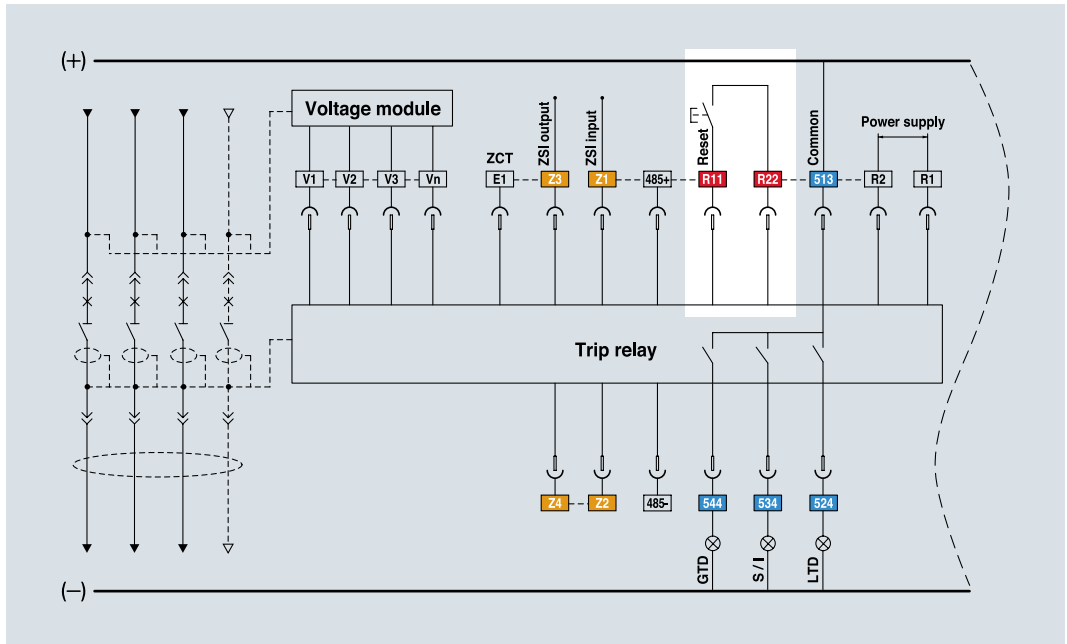 (+)
Voltage module
ZCT
ZSI output
ZSI input
Reset
Common
Power supply
V1 V2 V3 Vn E1 Z3 Z1 485+ R11 R22 513 R2 R1
Trip relay
Z4 Z2 485- 544 534 524
GTD
S / I
LTD
(—)